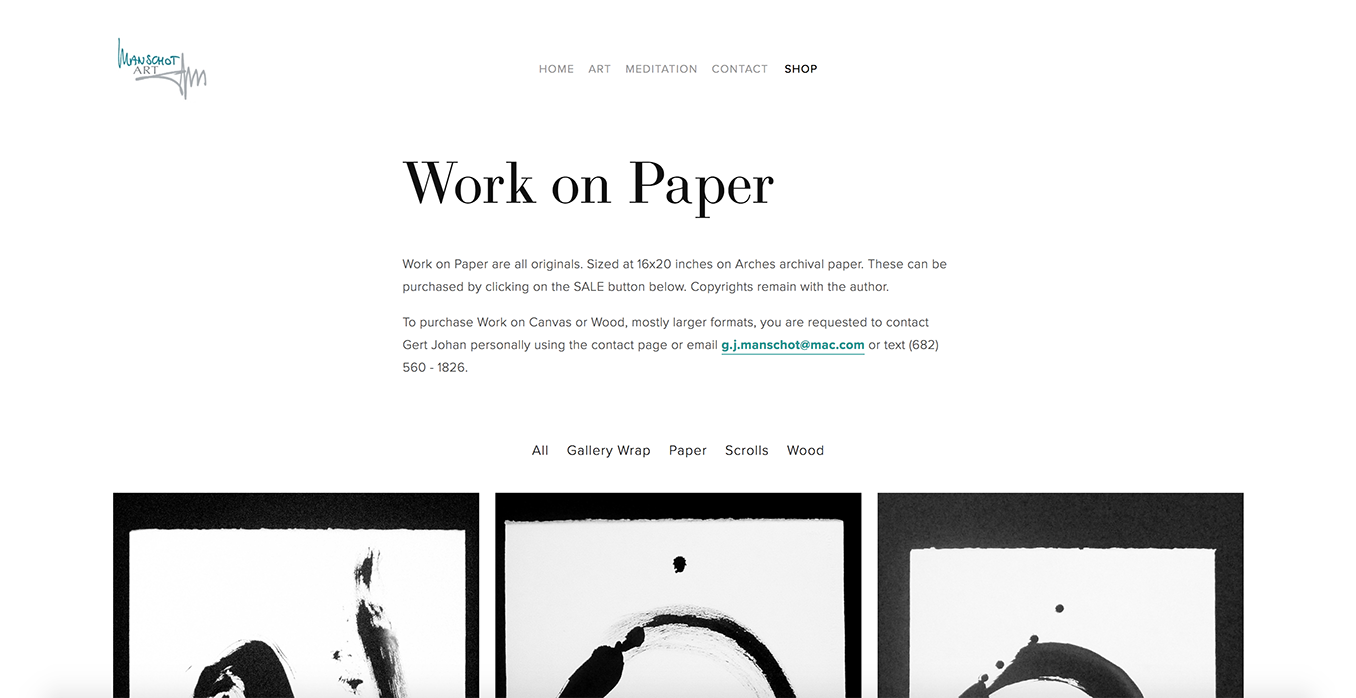 MANSCHOT
ART
HOME ART MEDITATION CONTACT SHOP
Work on Paper
Work on Paper are all originals. Sized at 16x20 inches on Arches archival paper. These can be
purchased by clicking on the SALE button below. Copyrights remain with the author.
To purchase Work on Canvas or Wood, mostly larger formats, you are requested to contact
Gert Johan personally using the contact page or email g.j.manschot@mac.com or text (682)
560 - 1826.
All Gallery Wrap Paper Scrolls Wood